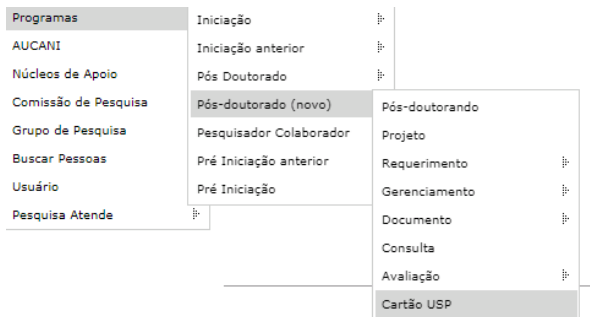 Programas
AUCANI
Núcleos de Apoio
Comissão de Pesquisa
Grupo de Pesquisa
Buscar Pessoas
Usuário
Pesquisa Atende
Iniciação
Iniciação anterior
Pós Doutorado
Pós-doutorado (novo)
Pesquisador Colaborador
Pré Iniciação anterior
Pré Iniciação
Pós-doutorando
Projeto
Requerimento
Gerenciamento
Documento
Consulta
Avaliação
Cartão USP